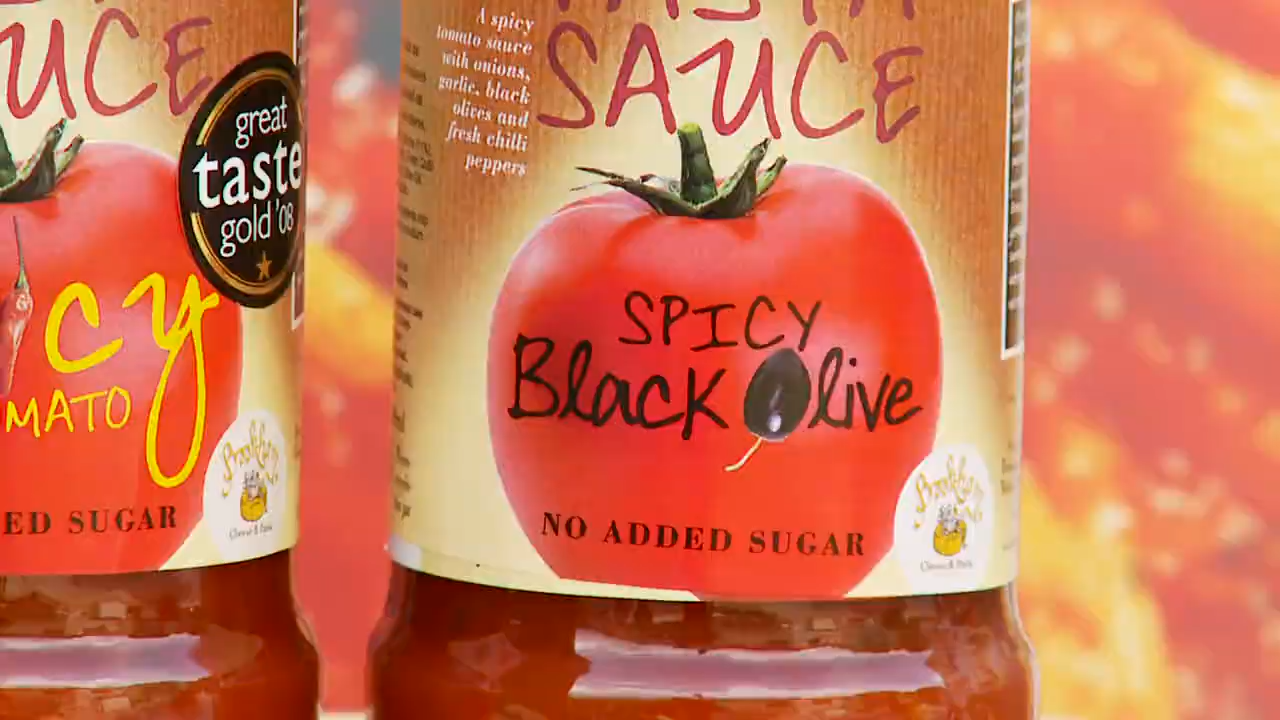 UCE
great
taste
gold '08
cy
MATO
ED SUGAR
PASTA
SAUCE
A spicy
tomato sauce
with onions,
garlic, black
olives and
fresh chilli
peppers
SPICY
Black Olive
NO ADDED SUGAR